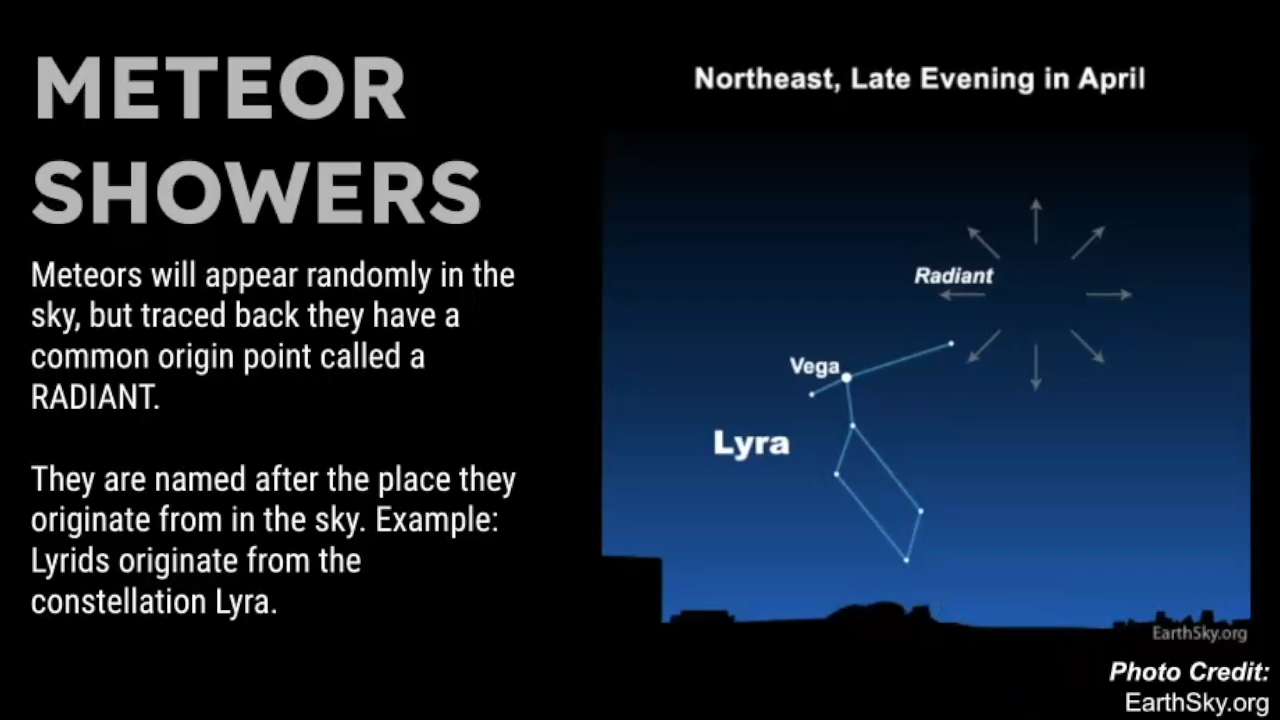 METEOR
SHOWERS
Meteors will appear randomly in the
sky, but traced back they have a
common origin point called a
RADIANT.
They are named after the place they
originate from in the sky. Example:
Lyrids originate from the
constellation Lyra.
Northeast, Late Evening in April
Radiant
Vega
Lyra
EarthSky.org
Photo Credit:
EarthSky.org